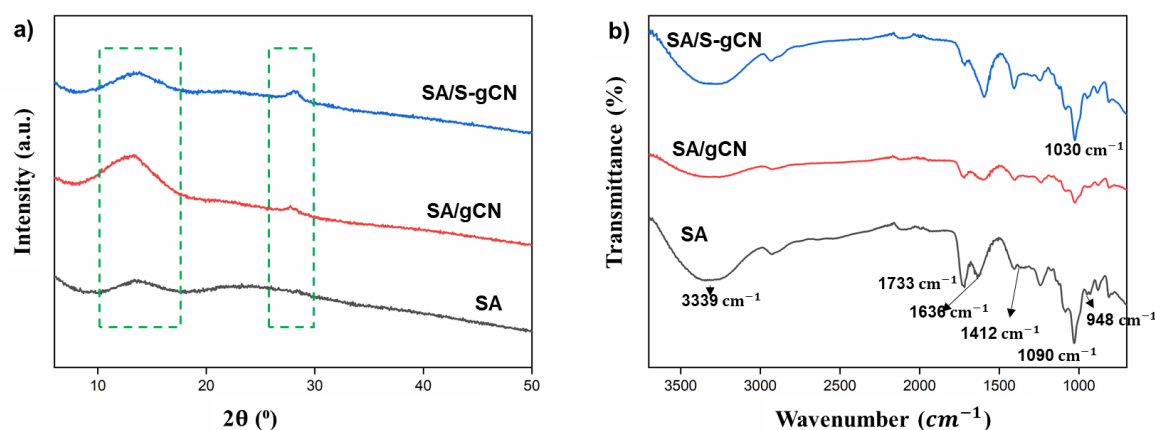 a)
Intensity (a.u.)
SA/S-gCN
SA/gCN
SA
10 20 30 40 50
2θ (⁰)
b)
Transmittance (%)
SA/S-gCN
1030 cm⁻¹
SA/gCN
SA
3339 cm⁻¹
1733 cm⁻¹
1636 cm⁻¹
1412 cm⁻¹
1090 cm⁻¹
948 cm⁻¹
3500 3000 2500 2000 1500 1000
Wavenumber (cm⁻¹)